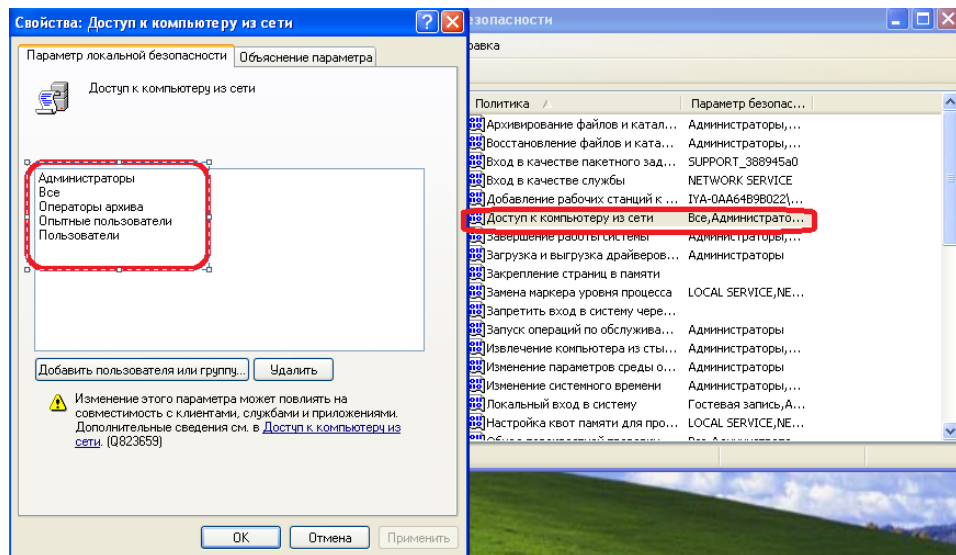 Свойства: Доступ к компьютеру из сети
Параметр локальной безопасности
Объяснение параметра
Доступ к компьютеру из сети
Администраторы
Все
Операторы архива
Опытные пользователи
Пользователи
Добавить пользователя или группу...
Удалить
Изменение этого параметра может повлиять на
совместимость с клиентами, службами и приложениями.
Дополнительные сведения см. в Доступ к компьютеру из
сети. (Q823659)
OK
Отмена
Применить
езопасности
равка
Политика
Параметр безопас...
Архивирование файлов и катал... Администраторы,...
Восстановление файлов и ката... Администраторы,...
Вход в качестве пакетного зад... SUPPORT_388945a0
Вход в качестве службы NETWORK SERVICE
Добавление рабочих станций к ... IYA-0AA64B9B022\...
Доступ к компьютеру из сети Все,Администрато...
Завершение работы системы Администраторы,...
Загрузка и выгрузка драйверов... Администраторы
Закрепление страниц в памяти
Замена маркера уровня процесса LOCAL SERVICE,NE...
Запретить вход в систему чере...
Запуск операций по обслужива... Администраторы
Извлечение компьютера из сты... Администраторы,...
Изменение параметров среды о... Администраторы
Изменение системного времени Администраторы,...
Локальный вход в систему Гостевая запись,А...
Настройка квот памяти для про... LOCAL SERVICE,NE...